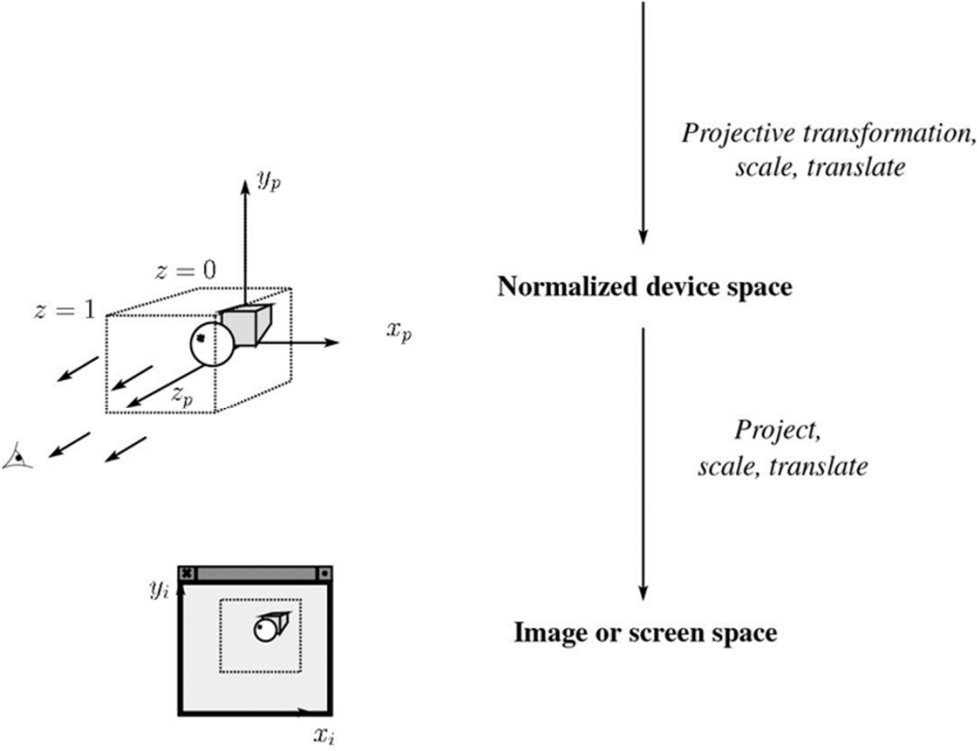 Projective transformation,
scale, translate
y_p
z = 0
Normalized device space
z = 1
x_p
z_p
Project,
scale, translate
y_i
Image or screen space
x_i